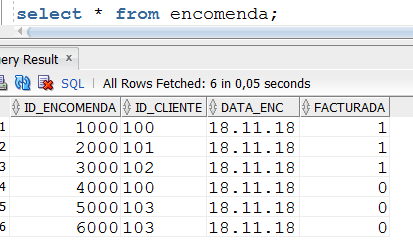 select * from encomenda;
Query Result x
SQL | All Rows Fetched: 6 in 0,05 seconds
ID_ENCOMENDA ID_CLIENTE DATA_ENC FACTURADA
1 1000 100 18.11.18 1
2 2000 101 18.11.18 1
3 3000 102 18.11.18 1
4 4000 100 18.11.18 0
5 5000 103 18.11.18 0
6 6000 103 18.11.18 0